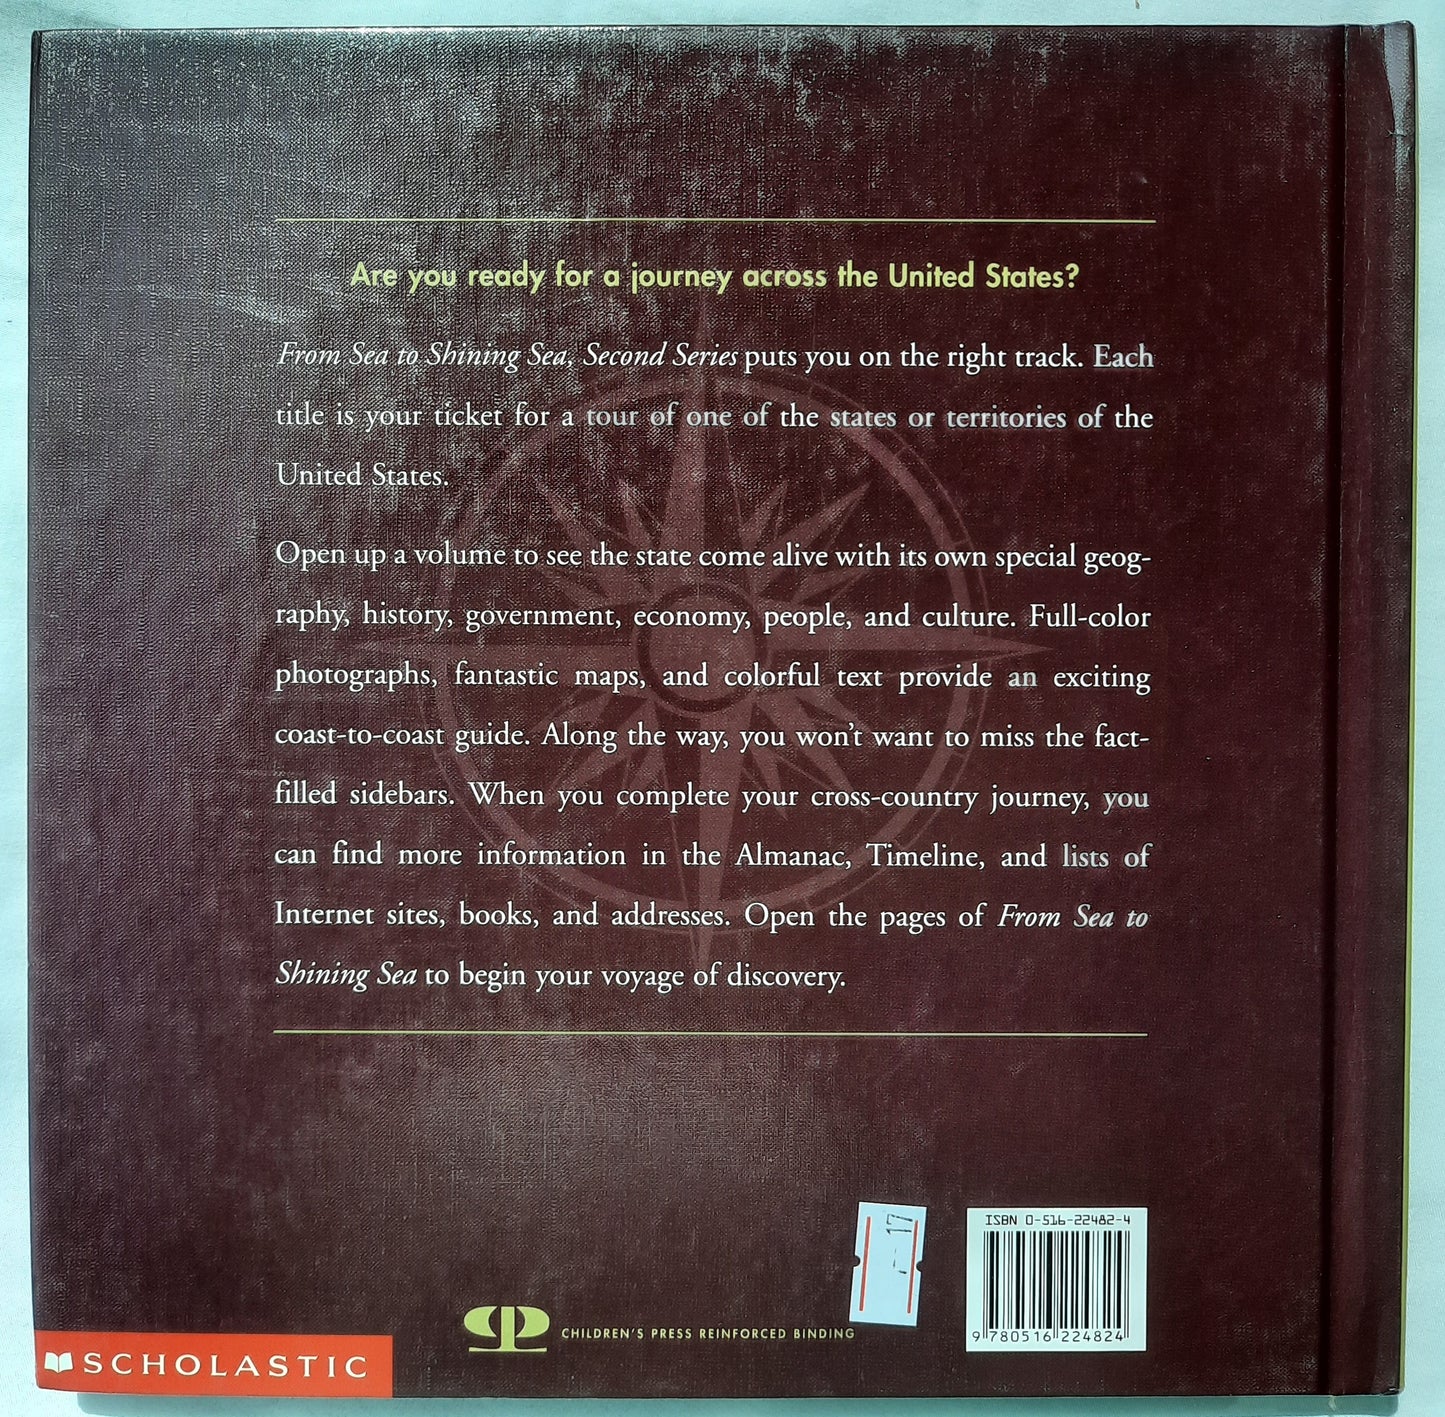 Are you ready for a journey across the United States?
From Sea to Shining Sea, Second Series puts you on the right track. Each
title is your ticket for a tour of one of the states or territories of the
United States.
Open up a volume to see the state come alive with its own special geog-
raphy, history, government, economy, people, and culture. Full-color
photographs, fantastic maps, and colorful text provide an exciting
coast-to-coast guide. Along the way, you won't want to miss the fact-
filled sidebars. When you complete your cross-country journey, you
can find more information in the Almanac, Timeline, and lists of
Internet sites, books, and addresses. Open the pages of From Sea to
Shining Sea to begin your voyage of discovery.
17
ISBN 0-516-22482-4
9 780516 224824
CHILDREN'S PRESS REINFORCED BINDING
SCHOLASTIC